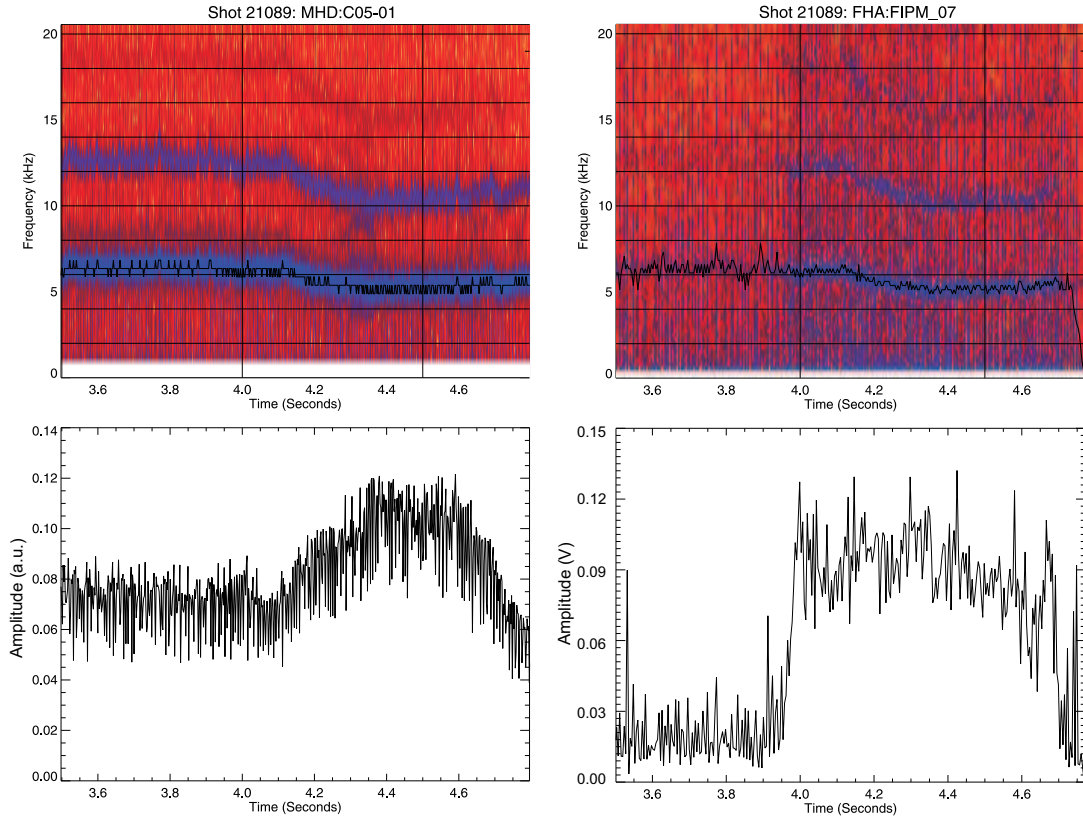 Shot 21089: MHD:C05-01
20
15
10
5
0
Frequency (kHz)
3.6 4.0 4.2 4.4 4.6
Time (Seconds)
Shot 21089: FHA:FIPM_07
20
15
10
5
0
Frequency (kHz)
3.6 4.0 4.2 4.4 4.6
Time (Seconds)
0.14
0.12
0.10
0.08
0.06
0.04
0.02
0.00
Amplitude (a.u.)
3.6 3.8 4.0 4.2 4.4 4.6
Time (Seconds)
0.15
0.12
0.09
0.06
0.03
0.00
Amplitude (V)
3.6 3.8 4.0 4.2 4.4 4.6
Time (Seconds)